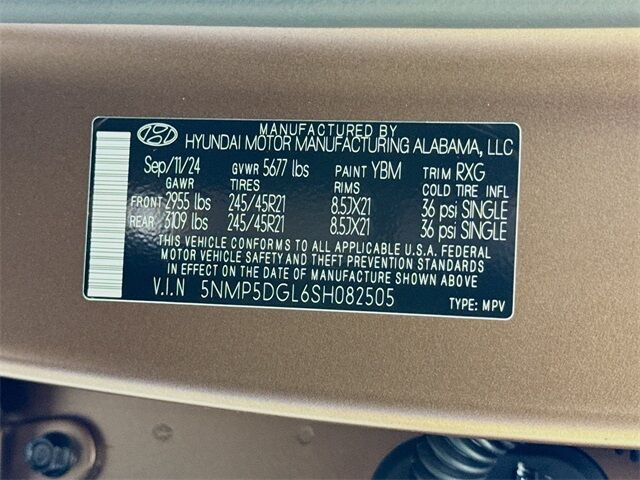 MANUFACTURED BY
HYUNDAI MOTOR MANUFACTURING ALABAMA, LLC
Sep/11/24 GVWR 5677 lbs PAINT YBM TRIM RXG
GAWR TIRES RIMS COLD TIRE INFL
FRONT 2955 lbs 245/45R21 8.5JX21 36 psi SINGLE
REAR 3109 lbs 245/45R21 8.5JX21 36 psi SINGLE
THIS VEHICLE CONFORMS TO ALL APPLICABLE U.S.A. FEDERAL
MOTOR VEHICLE SAFETY AND THEFT PREVENTION STANDARDS
IN EFFECT ON THE DATE OF MANUFACTURE SHOWN ABOVE
V.I.N 5NMP5DGL6SH082505 TYPE: MPV